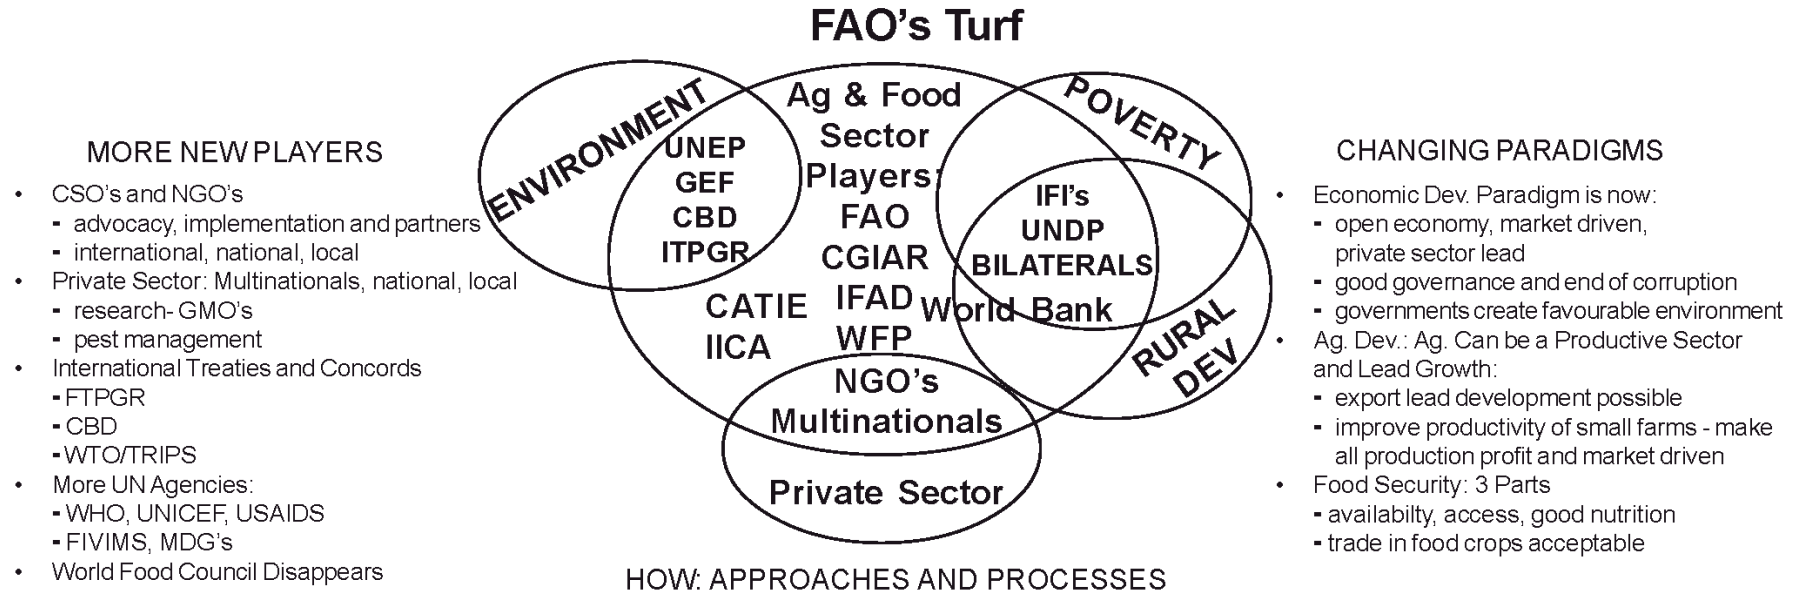 FAO's Turf
MORE NEW PLAYERS
• CSO's and NGO's
- advocacy, implementation and partners
- international, national, local
• Private Sector: Multinationals, national, local
- research- GMO's
- pest management
• International Treaties and Concords
- FTPGR
- CBD
- WTO/TRIPS
• More UN Agencies:
- WHO, UNICEF, USAIDS
- FIVIMS, MDG's
• World Food Council Disappears
ENVIRONMENT
UNEP
GEF
CBD
ITPGR
Ag & Food
Sector
Players:
FAO
CGIAR
IFAD
WFP
CATIE
IICA
World Bank
POVERTY
IFI's
UNDP
BILATERALS
RURAL
DEV
NGO's
Multinationals
Private Sector
HOW: APPROACHES AND PROCESSES
CHANGING PARADIGMS
• Economic Dev. Paradigm is now:
- open economy, market driven,
private sector lead
- good governance and end of corruption
- governments create favourable environment
• Ag. Dev.: Ag. Can be a Productive Sector
and Lead Growth:
- export lead development possible
- improve productivity of small farms - make
all production profit and market driven
• Food Security: 3 Parts
- availabilty, access, good nutrition
- trade in food crops acceptable